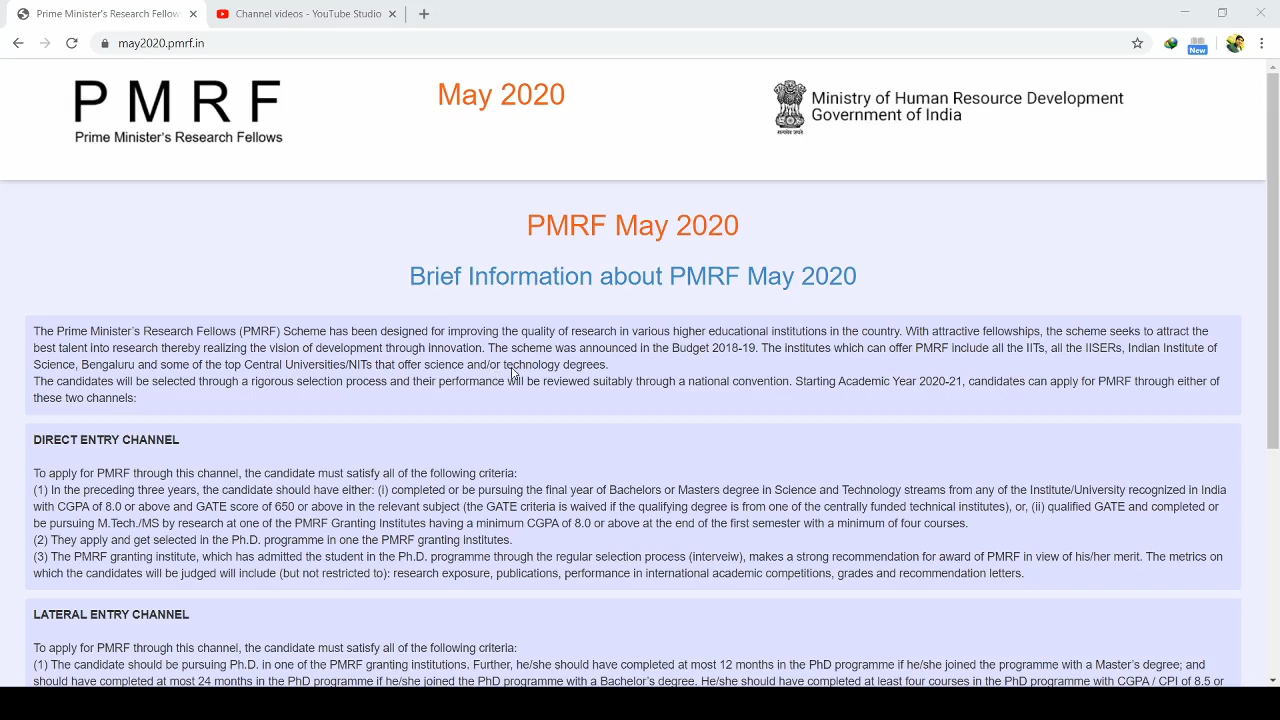 Prime Minister's Research Fellow
Channel videos - YouTube Studio
may2020.pmrf.in
New
PMRF
Prime Minister's Research Fellows
May 2020
Ministry of Human Resource Development
Government of India
PMRF May 2020
Brief Information about PMRF May 2020
The Prime Minister's Research Fellows (PMRF) Scheme has been designed for improving the quality of research in various higher educational institutions in the country. With attractive fellowships, the scheme seeks to attract the
best talent into research thereby realizing the vision of development through innovation. The scheme was announced in the Budget 2018-19. The institutes which can offer PMRF include all the IITs, all the IISERs, Indian Institute of
Science, Bengaluru and some of the top Central Universities/NITs that offer science and/or technology degrees.
The candidates will be selected through a rigorous selection process and their performance will be reviewed suitably through a national convention. Starting Academic Year 2020-21, candidates can apply for PMRF through either of
these two channels:
DIRECT ENTRY CHANNEL
To apply for PMRF through this channel, the candidate must satisfy all of the following criteria:
(1) In the preceding three years, the candidate should have either: (i) completed or be pursuing the final year of Bachelors or Masters degree in Science and Technology streams from any of the Institute/University recognized in India
with CGPA of 8.0 or above and GATE score of 650 or above in the relevant subject (the GATE criteria is waived if the qualifying degree is from one of the centrally funded technical institutes), or, (ii) qualified GATE and completed or
be pursuing M.Tech./MS by research at one of the PMRF Granting Institutes having a minimum CGPA of 8.0 or above at the end of the first semester with a minimum of four courses.
(2) They apply and get selected in the Ph.D. programme in one the PMRF granting institutes.
(3) The PMRF granting institute, which has admitted the student in the Ph.D. programme through the regular selection process (interveiw), makes a strong recommendation for award of PMRF in view of his/her merit. The metrics on
which the candidates will be judged will include (but not restricted to): research exposure, publications, performance in international academic competitions, grades and recommendation letters.
LATERAL ENTRY CHANNEL
To apply for PMRF through this channel, the candidate must satisfy all of the following criteria:
(1) The candidate should be pursuing Ph.D. in one of the PMRF granting institutions. Further, he/she should have completed at most 12 months in the PhD programme if he/she joined the programme with a Master's degree; and
should have completed at most 24 months in the PhD programme if he/she joined the PhD programme with a Bachelor's degree. He/she should have completed at least four courses in the PhD programme with CGPA / CPI of 8.5 or